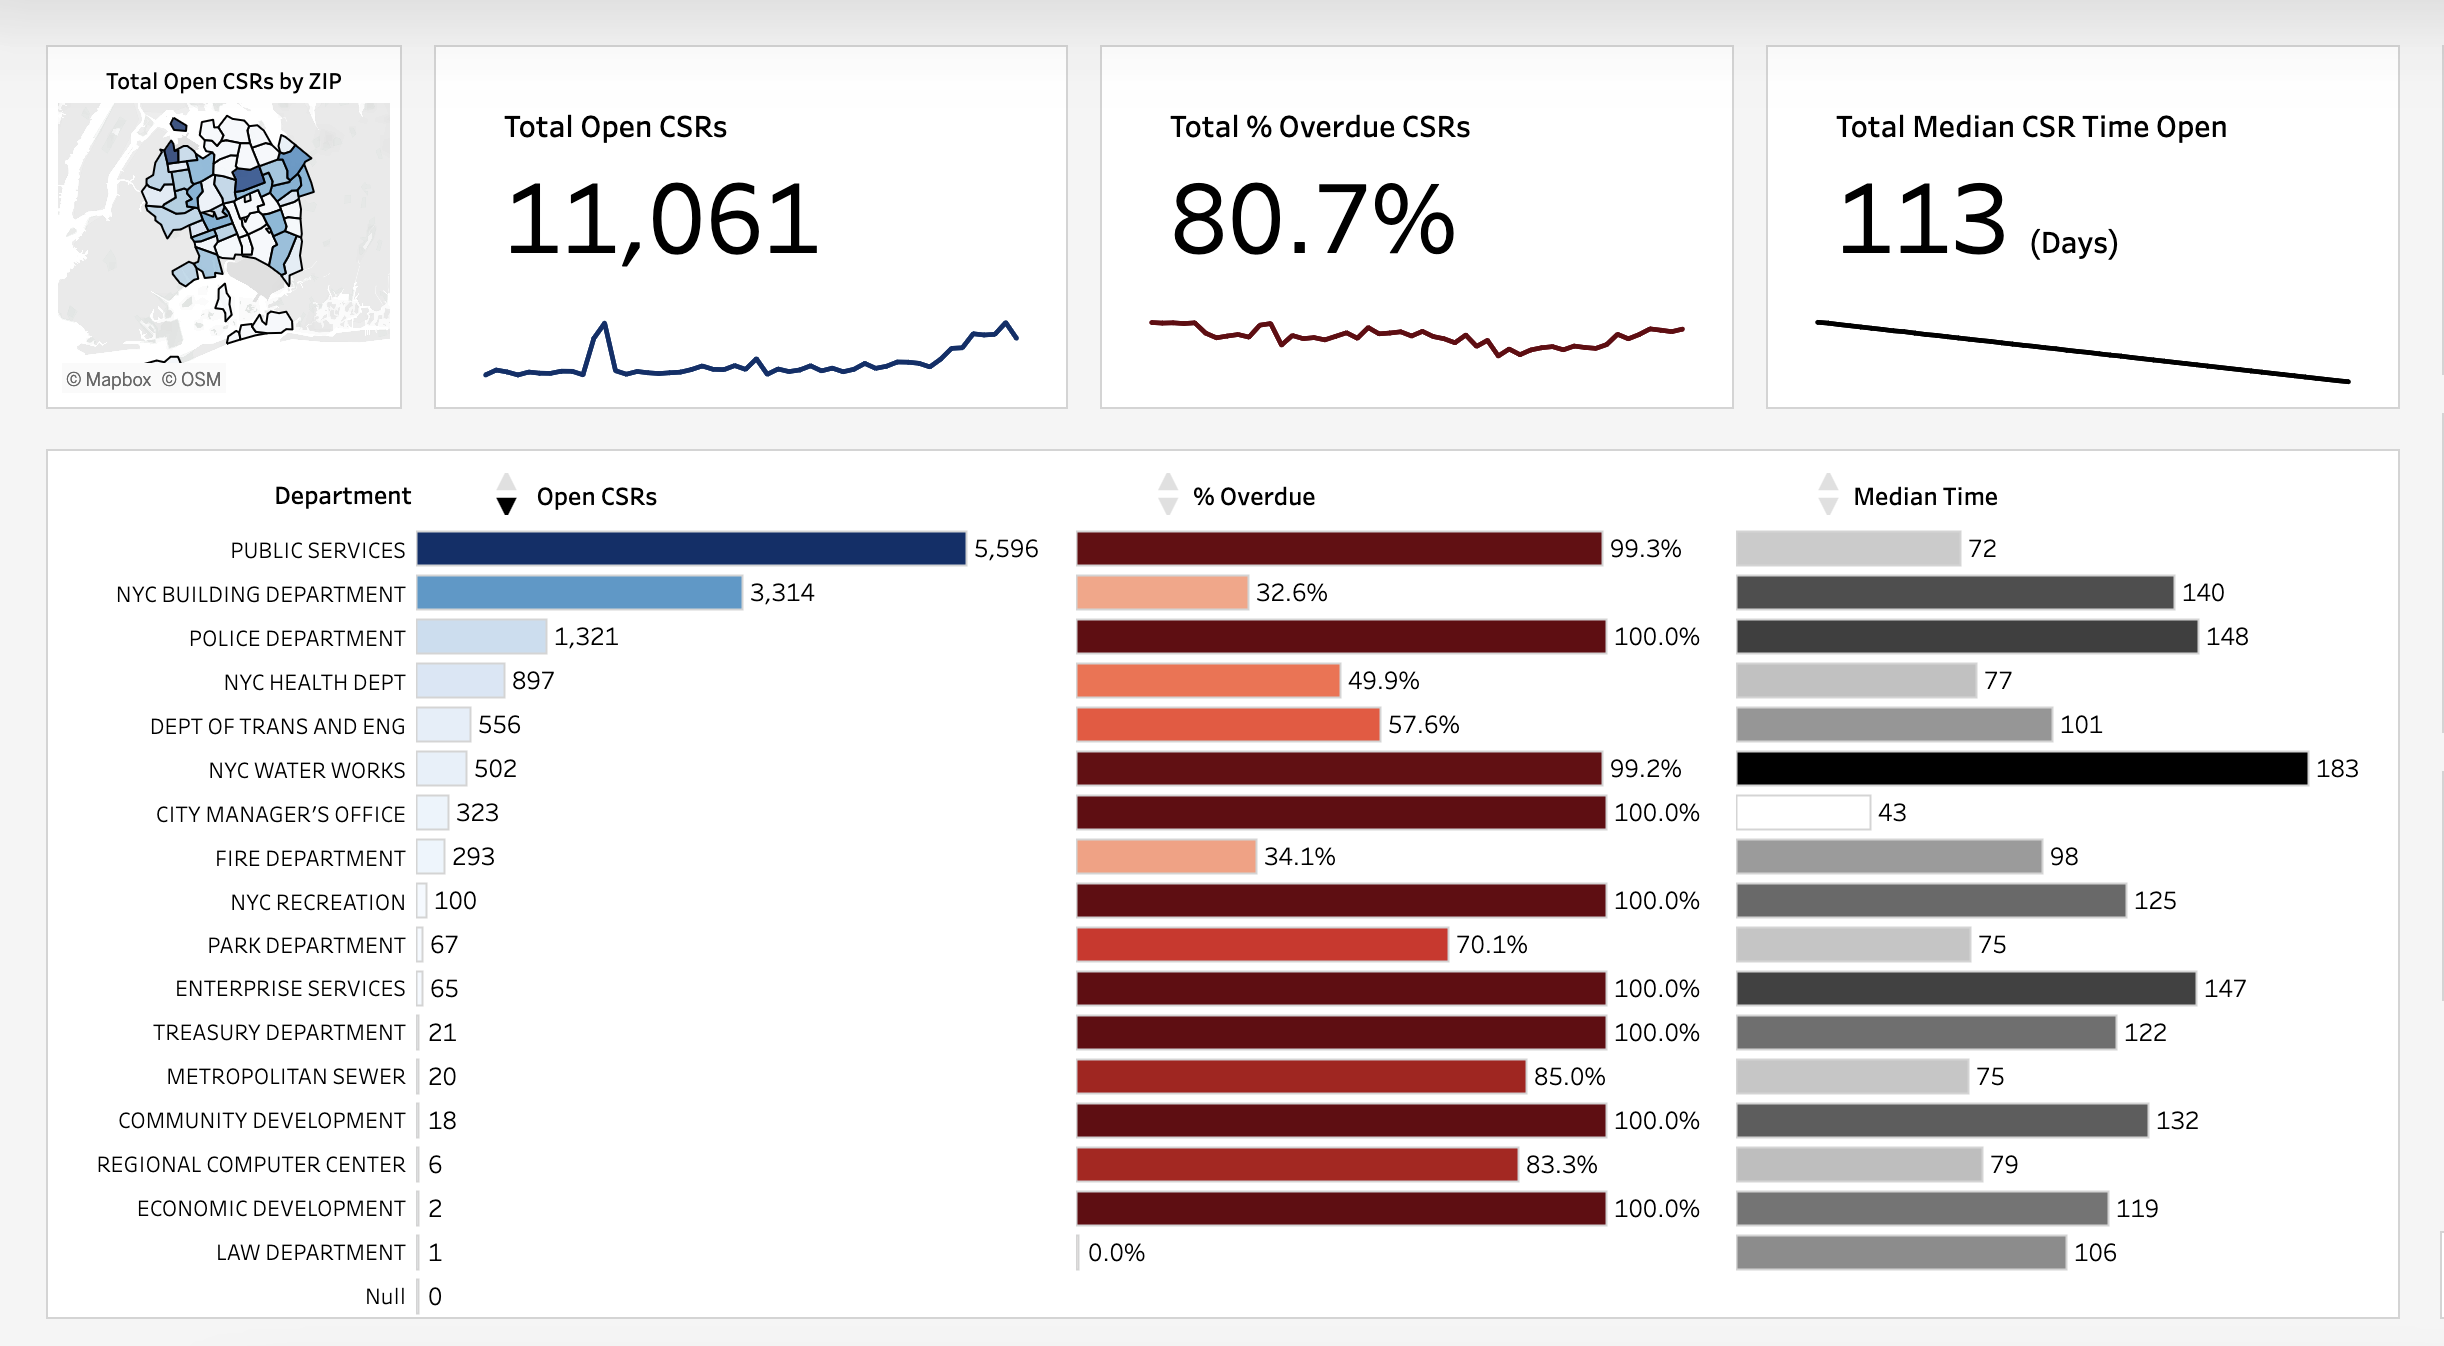 Total Open CSRs by ZIP
© Mapbox © OSM
Total Open CSRs
11,061
Total % Overdue CSRs
80.7%
Total Median CSR Time Open
113 (Days)
Department Open CSRs % Overdue Median Time
PUBLIC SERVICES 5,596 99.3% 72
NYC BUILDING DEPARTMENT 3,314 32.6% 140
POLICE DEPARTMENT 1,321 100.0% 148
NYC HEALTH DEPT 897 49.9% 77
DEPT OF TRANS AND ENG 556 57.6% 101
NYC WATER WORKS 502 99.2% 183
CITY MANAGER’S OFFICE 323 100.0% 43
FIRE DEPARTMENT 293 34.1% 98
NYC RECREATION 100 100.0% 125
PARK DEPARTMENT 67 70.1% 75
ENTERPRISE SERVICES 65 100.0% 147
TREASURY DEPARTMENT 21 100.0% 122
METROPOLITAN SEWER 20 85.0% 75
COMMUNITY DEVELOPMENT 18 100.0% 132
REGIONAL COMPUTER CENTER 6 83.3% 79
ECONOMIC DEVELOPMENT 2 100.0% 119
LAW DEPARTMENT 1 0.0% 106
Null 0